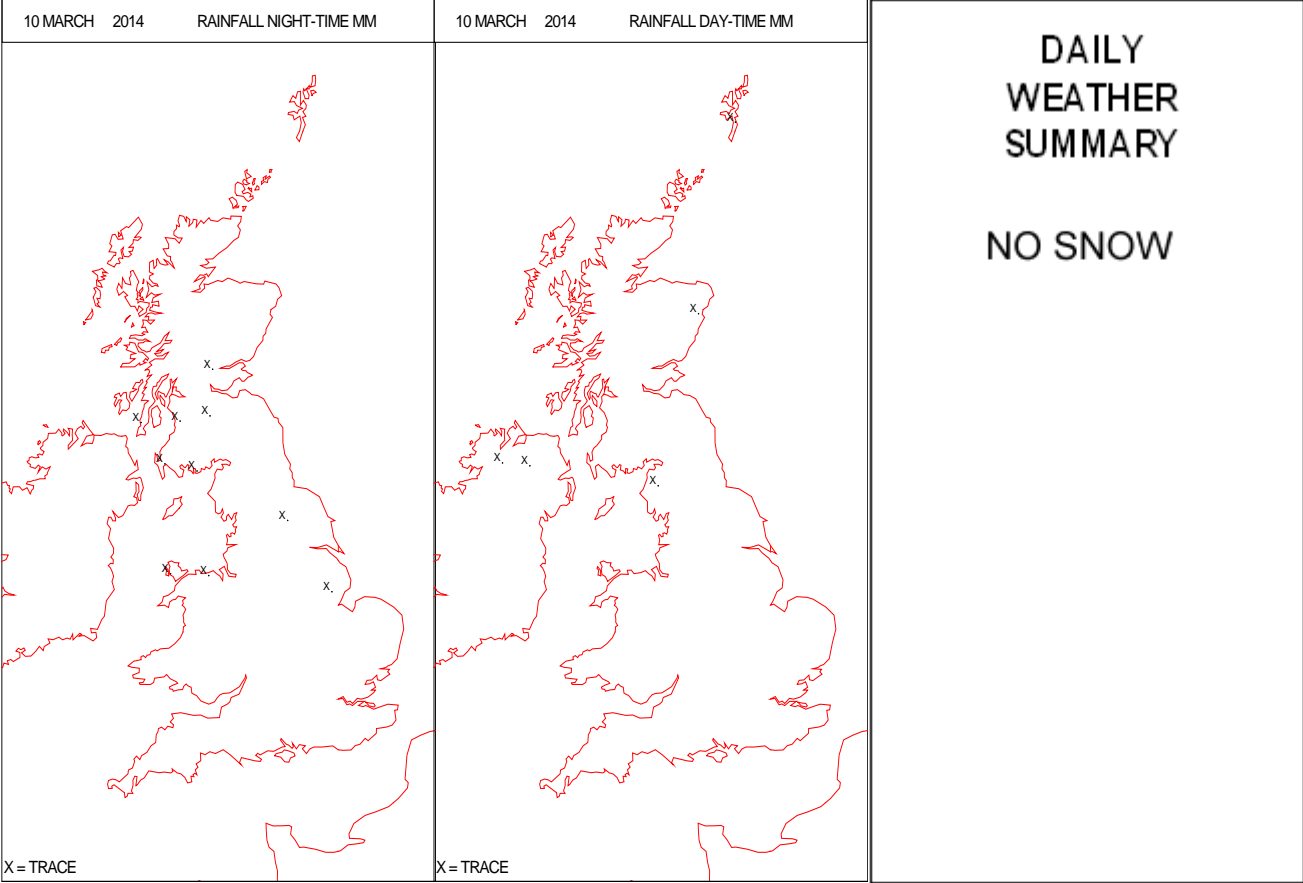 10 MARCH 2014 RAINFALL NIGHT-TIME MM
X.
X.
X.
X.
X.
X.
X.
X.
X.
X.
X = TRACE
10 MARCH 2014 RAINFALL DAY-TIME MM
X.
X.
X.
X.
X.
X = TRACE
DAILY
WEATHER
SUMMARY
NO SNOW